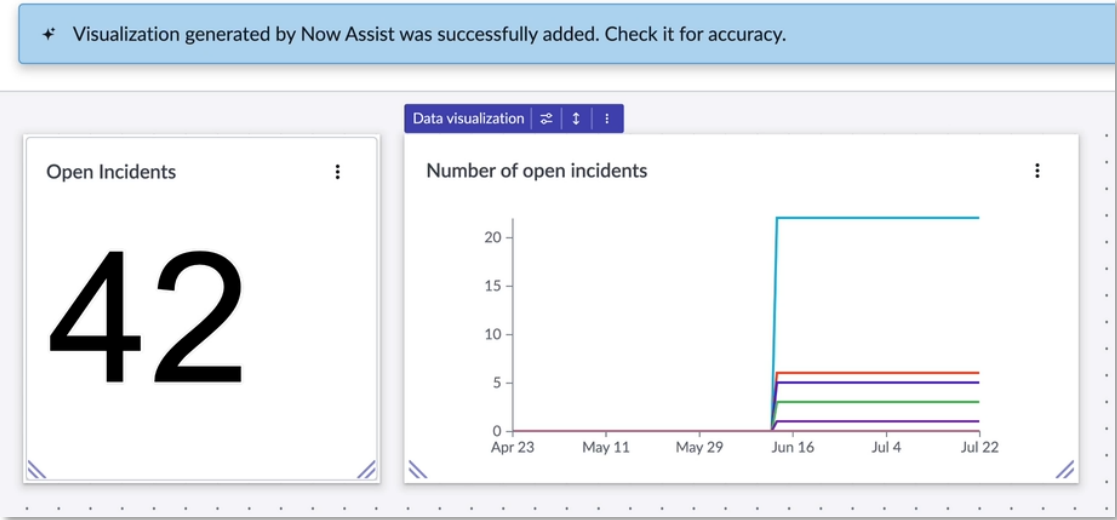 Visualization generated by Now Assist was successfully added. Check it for accuracy.
Data visualization
Open Incidents
42
Number of open incidents
20
15
10
5
0
Apr 23 May 11 May 29 Jun 16 Jul 4 Jul 22